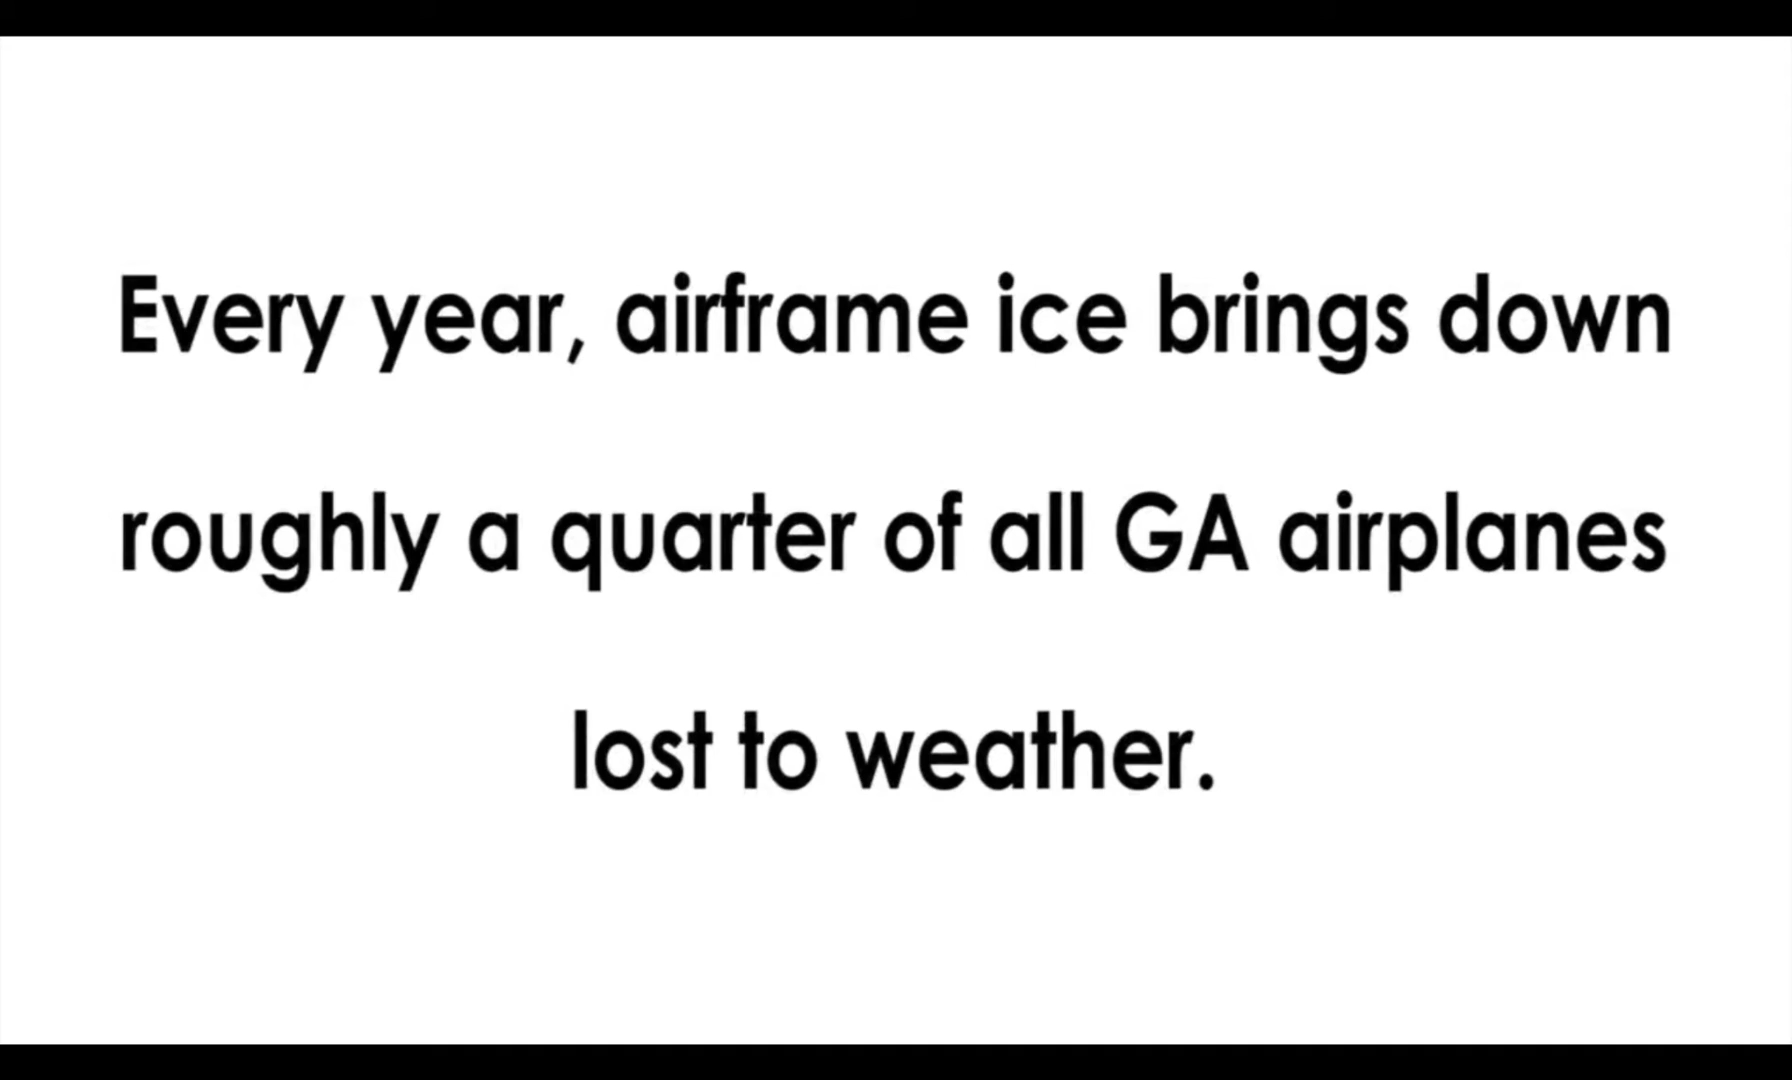 Every year, airframe ice brings down
roughly a quarter of all GA airplanes
lost to weather.